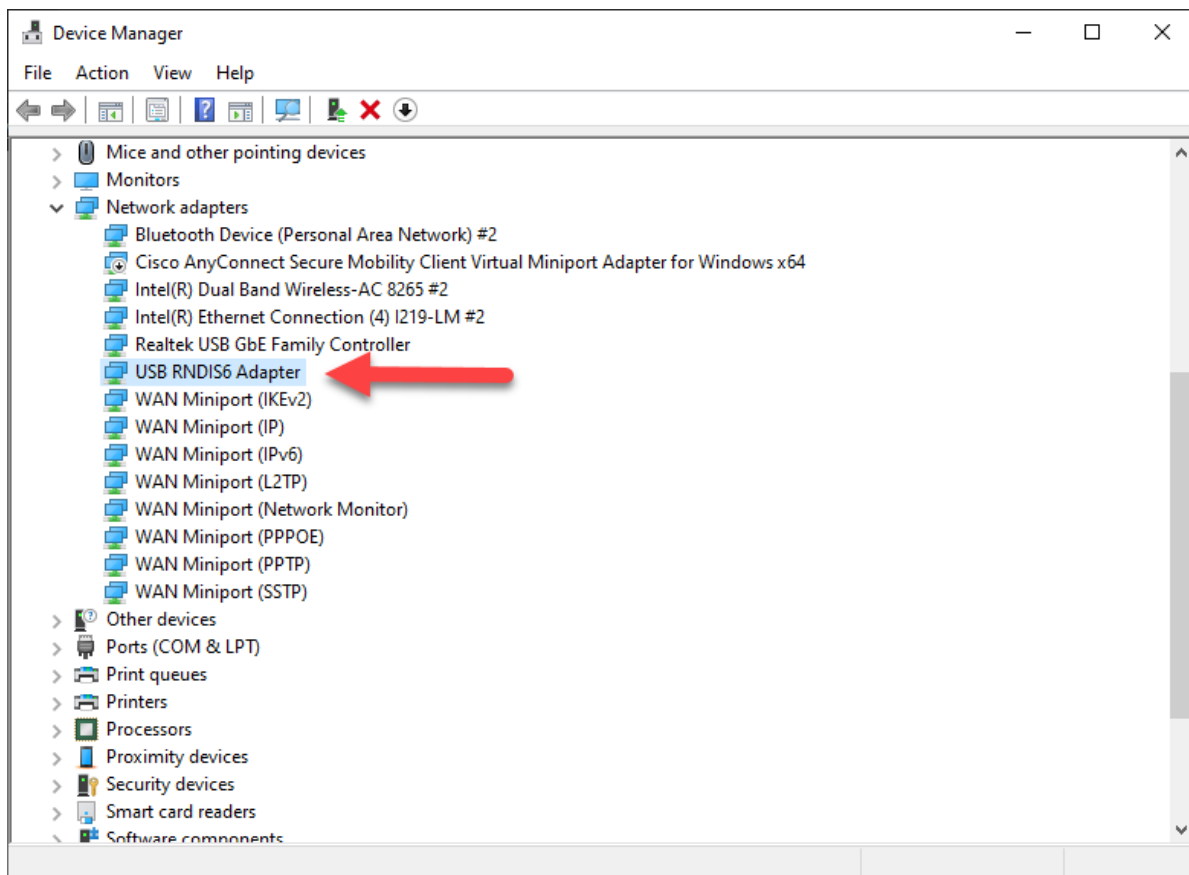 Device Manager
File Action View Help
Mice and other pointing devices
Monitors
Network adapters
Bluetooth Device (Personal Area Network) #2
Cisco AnyConnect Secure Mobility Client Virtual Miniport Adapter for Windows x64
Intel(R) Dual Band Wireless-AC 8265 #2
Intel(R) Ethernet Connection (4) I219-LM #2
Realtek USB GbE Family Controller
USB RNDIS6 Adapter
WAN Miniport (IKEv2)
WAN Miniport (IP)
WAN Miniport (IPv6)
WAN Miniport (L2TP)
WAN Miniport (Network Monitor)
WAN Miniport (PPPOE)
WAN Miniport (PPTP)
WAN Miniport (SSTP)
Other devices
Ports (COM & LPT)
Print queues
Printers
Processors
Proximity devices
Security devices
Smart card readers
Software components